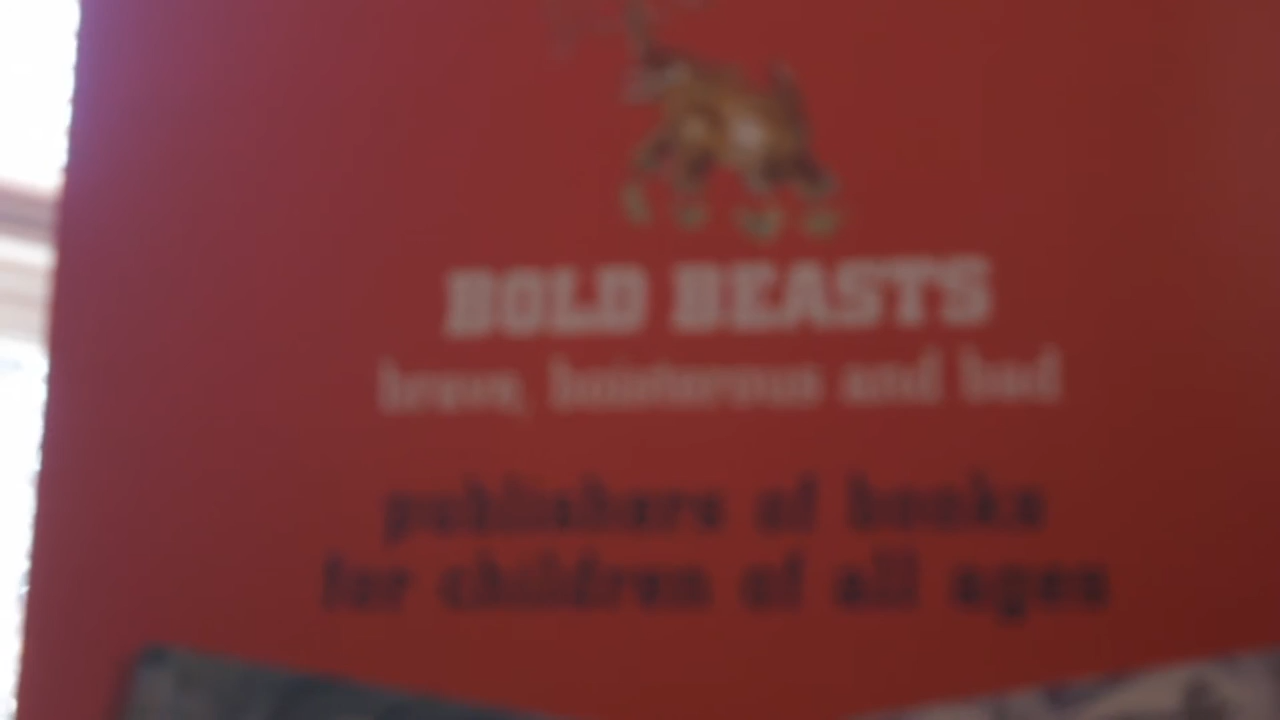 BOLD BEASTS
brave, boisterous and bad
publishers of books
for children of all ages